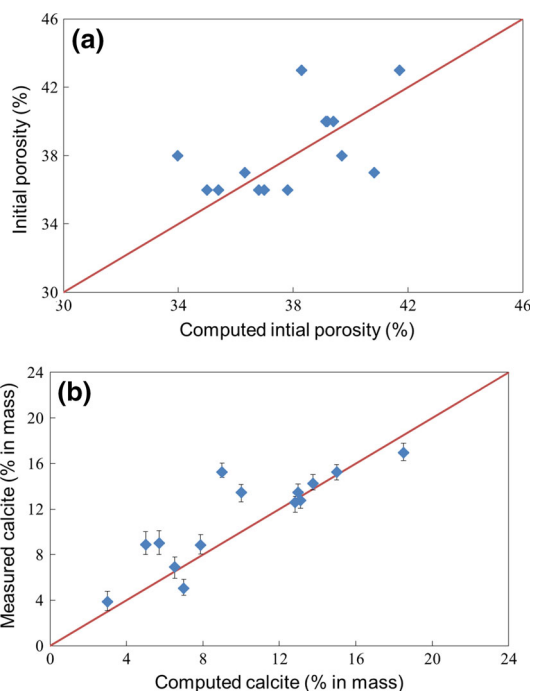 (a)
46
42
38
34
30
Initial porosity (%)
30 34 38 42 46
Computed intial porosity (%)
(b)
24
20
16
12
8
4
0
Measured calcite (% in mass)
0 4 8 12 16 20 24
Computed calcite (% in mass)